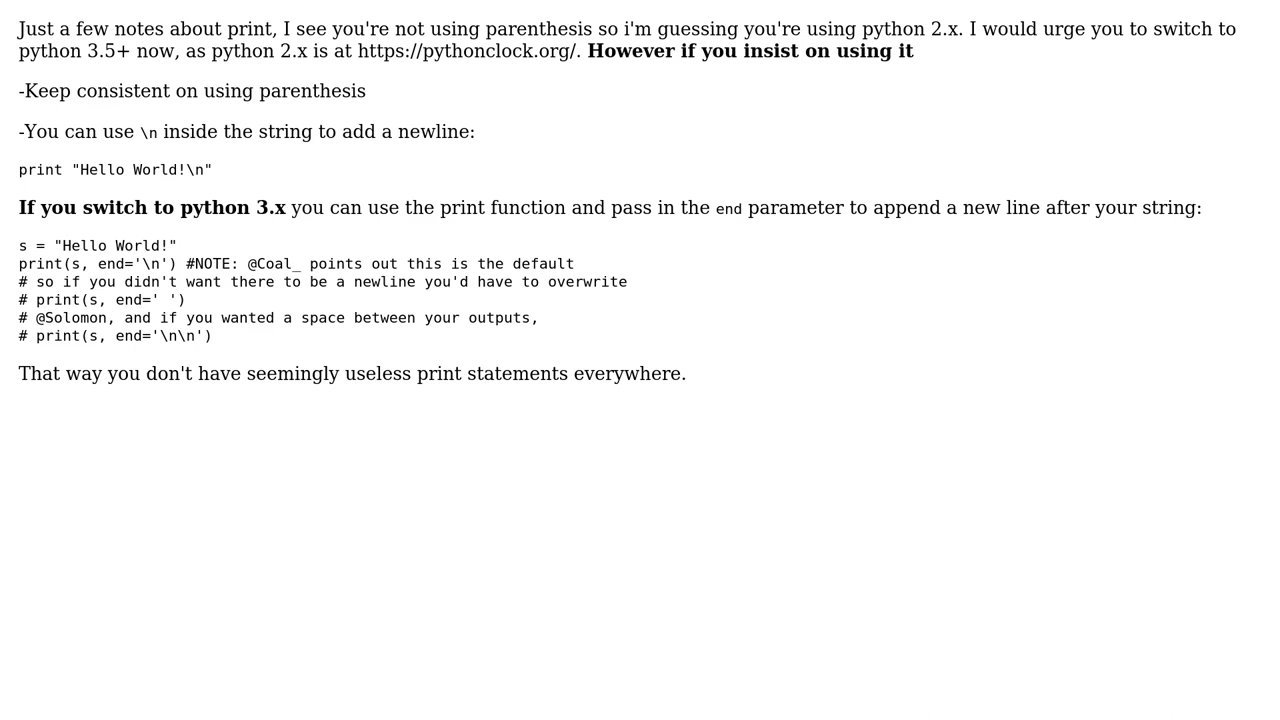 Just a few notes about print, I see you're not using parenthesis so i'm guessing you're using python 2.x. I would urge you to switch to
python 3.5+ now, as python 2.x is at https://pythonclock.org/. However if you insist on using it
-Keep consistent on using parenthesis
-You can use \n inside the string to add a newline:
print "Hello World!\n"
If you switch to python 3.x you can use the print function and pass in the end parameter to append a new line after your string:
s = "Hello World!"
print(s, end='\n') #NOTE: @Coal_ points out this is the default
# so if you didn't want there to be a newline you'd have to overwrite
# print(s, end=' ')
# @Solomon, and if you wanted a space between your outputs,
# print(s, end='\n\n')
That way you don't have seemingly useless print statements everywhere.